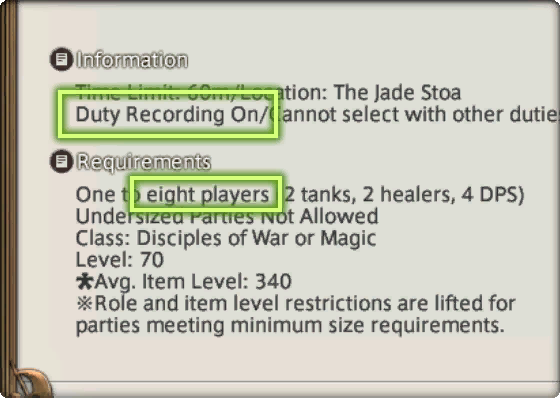 Information
Time Limit: 60m/Location: The Jade Stoa
Duty Recording On/Cannot select with other dutie
Requirements
One to eight players (2 tanks, 2 healers, 4 DPS)
Undersized Parties Not Allowed
Class: Disciples of War or Magic
Level: 70
Avg. Item Level: 340
※Role and item level restrictions are lifted for
parties meeting minimum size requirements.